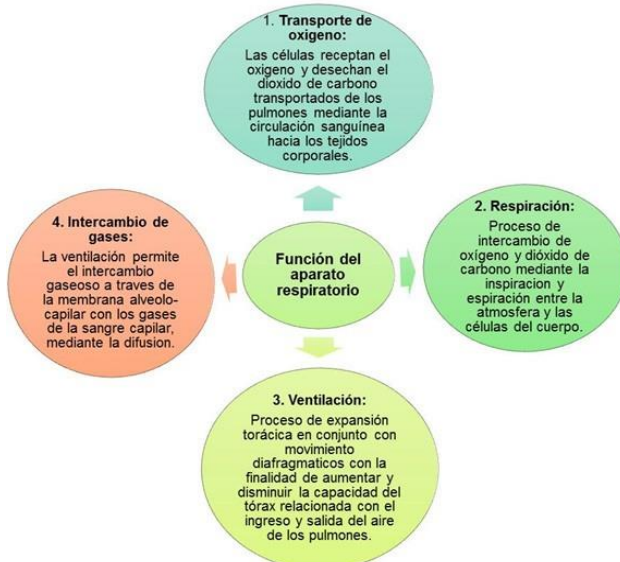 1. Transporte de
oxigeno:
Las células receptan el
oxigeno y desechan el
dioxido de carbono
transportados de los
pulmones mediante la
circulación sanguínea
hacia los tejidos
corporales.
2. Respiración:
Proceso de
intercambio de
oxígeno y dióxido de
carbono mediante la
inspiracion y
espiración entre la
atmosfera y las
células del cuerpo.
3. Ventilación:
Proceso de expansión
torácica en conjunto con
movimiento
diafragmaticos con la
finalidad de aumentar y
disminuir la capacidad del
tórax relacionada con el
ingreso y salida del aire
de los pulmones.
4. Intercambio de
gases:
La ventilación permite
el intercambio
gaseoso a traves de
la membrana alveolo-
capilar con los gases
de la sangre capilar,
mediante la difusion.
Función del
aparato
respiratorio